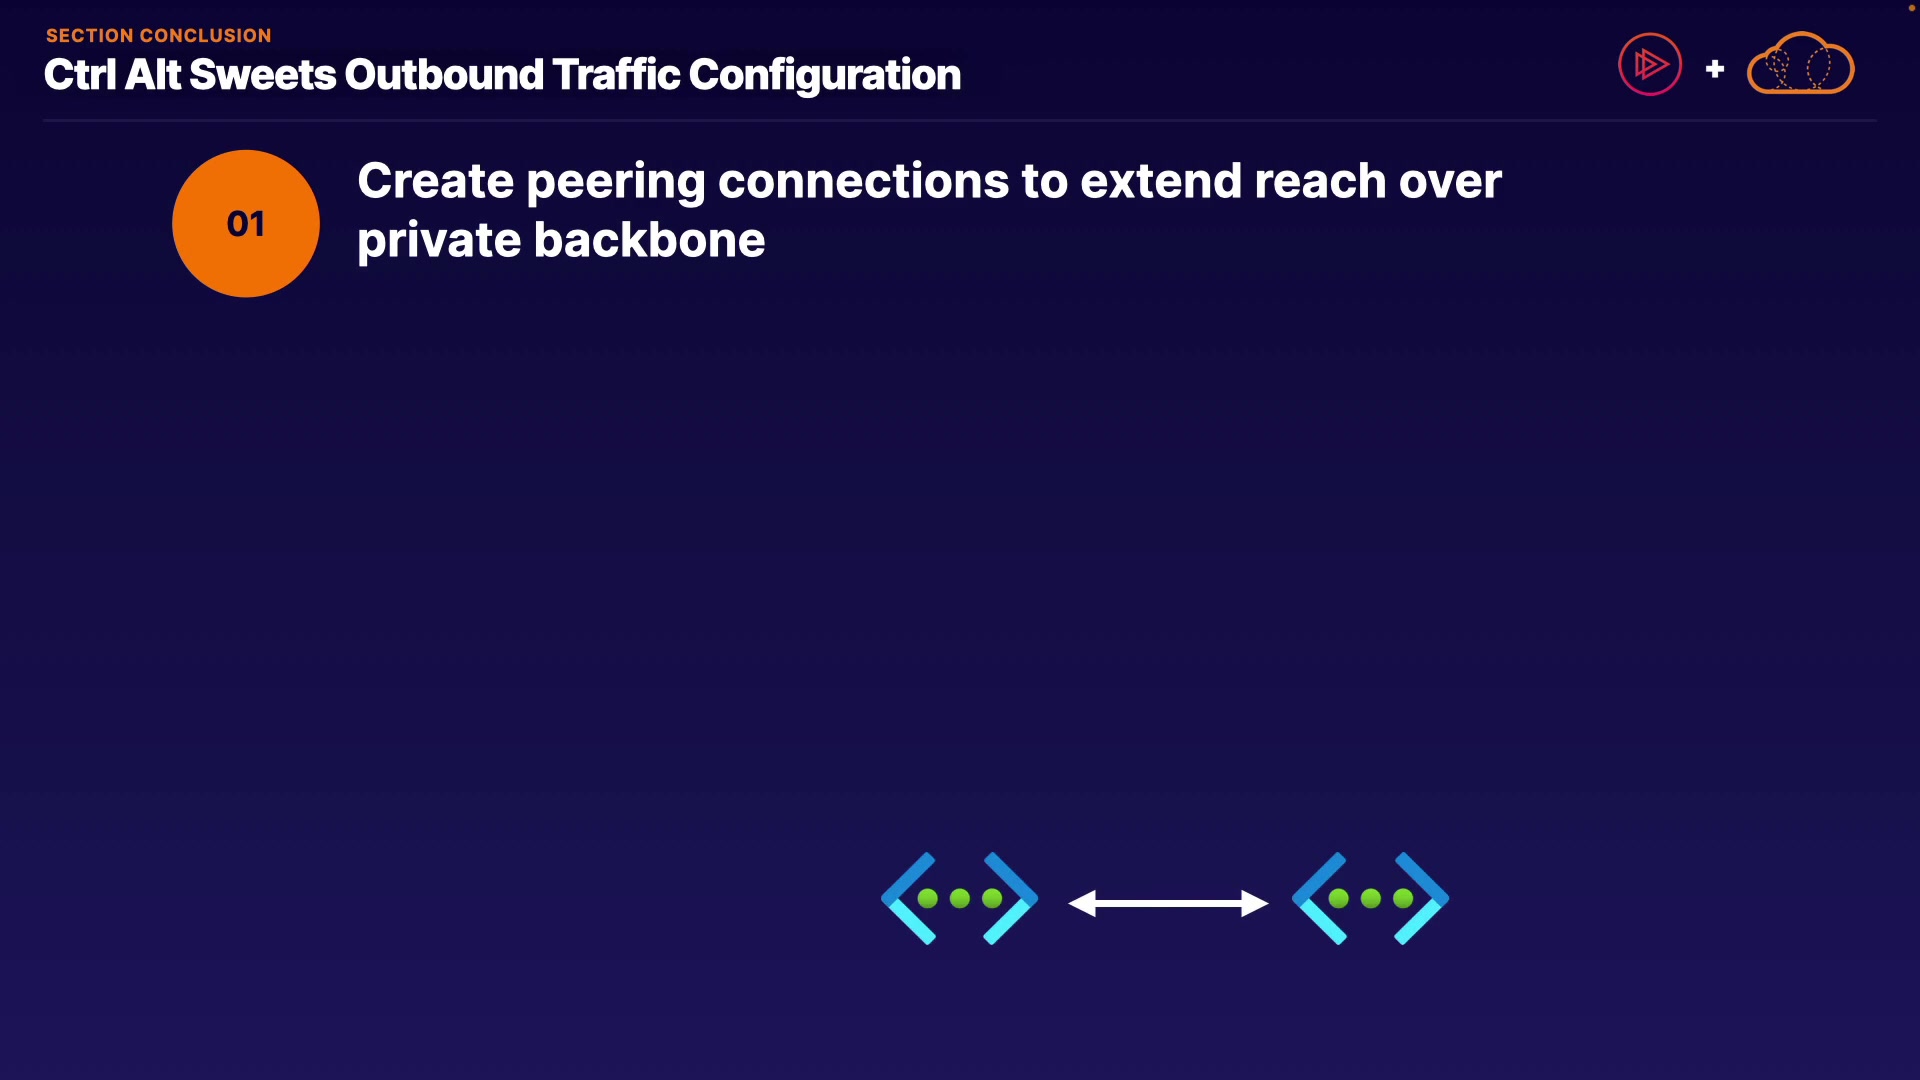 SECTION CONCLUSION
Ctrl Alt Sweets Outbound Traffic Configuration
+
01
Create peering connections to extend reach over
private backbone